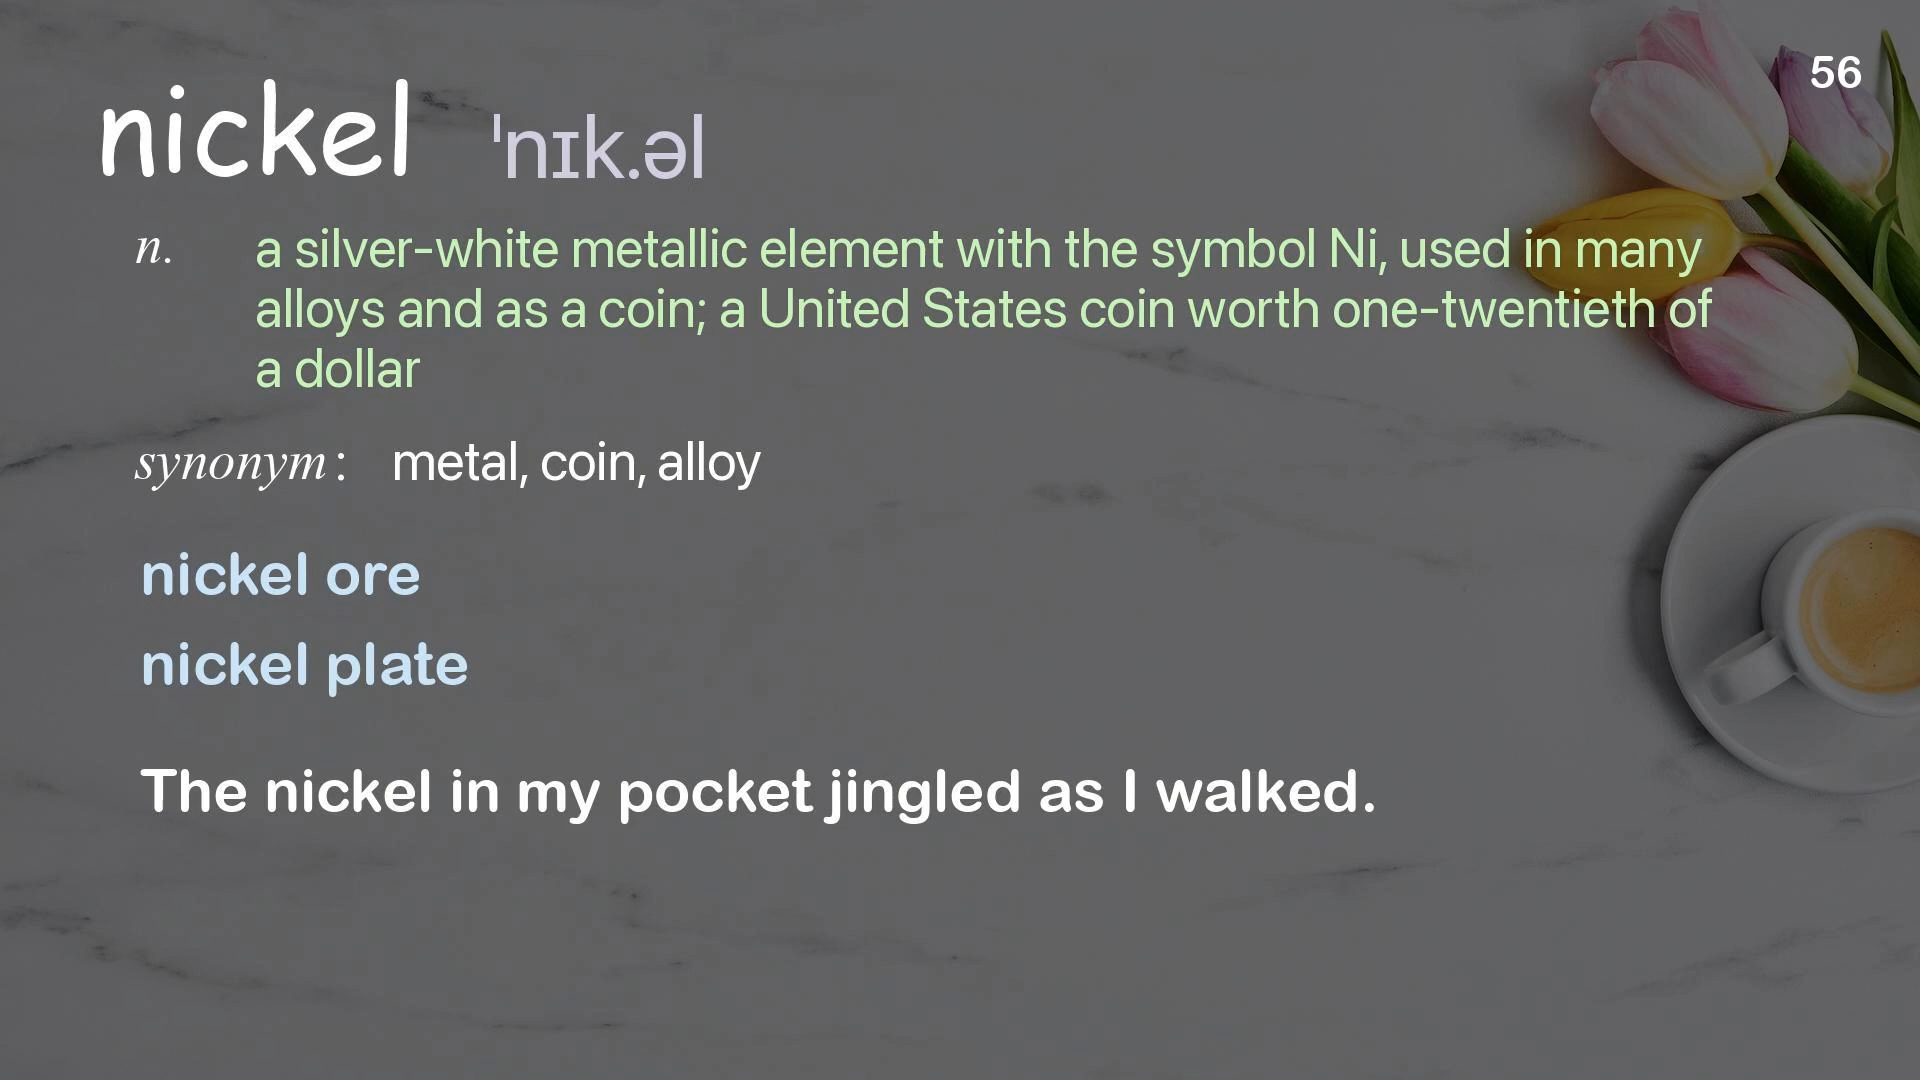 56
nickel ˈnɪk.əl
n. a silver-white metallic element with the symbol Ni, used in many
alloys and as a coin; a United States coin worth one-twentieth of
a dollar
synonym : metal, coin, alloy
nickel ore
nickel plate
The nickel in my pocket jingled as I walked.